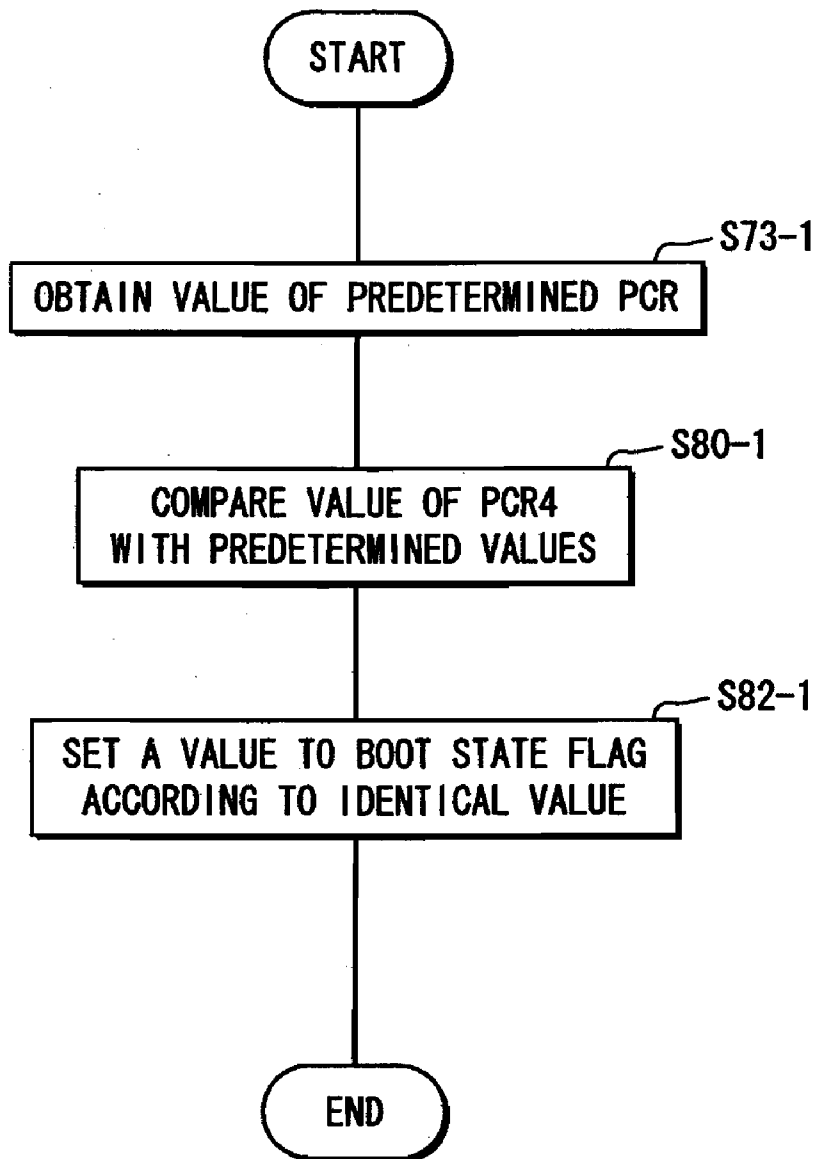 START
S73-1
OBTAIN VALUE OF PREDETERMINED PCR
S80-1
COMPARE VALUE OF PCR4
WITH PREDETERMINED VALUES
S82-1
SET A VALUE TO BOOT STATE FLAG
ACCORDING TO IDENTICAL VALUE
END